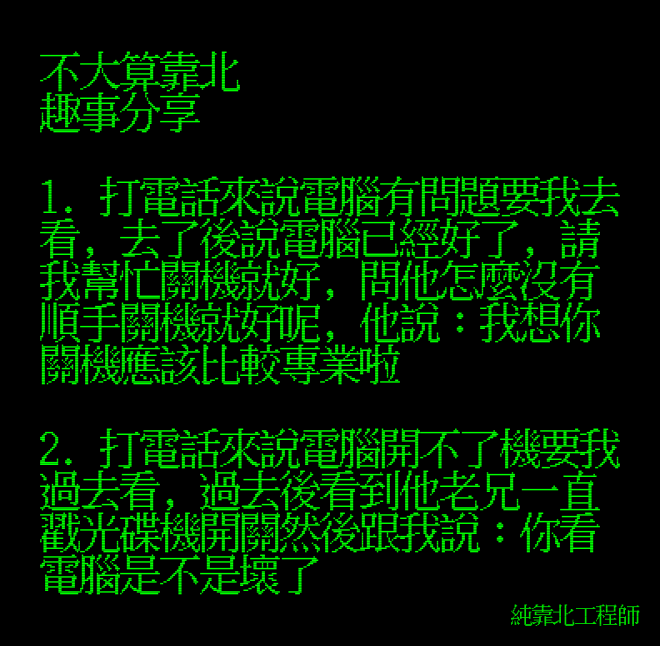 不大算靠北
趣事分享
1. 打電話來說電腦有問題要我去
看, 去了後說電腦已經好了, 請
我幫忙關機就好, 問他怎麼沒有
順手關機就好呢, 他說：我想你
關機應該比較專業啦
2. 打電話來說電腦開不了機要我
過去看, 過去後看到他老兄一直
戳光碟機開關然後跟我說：你看
電腦是不是壞了
純靠北工程師